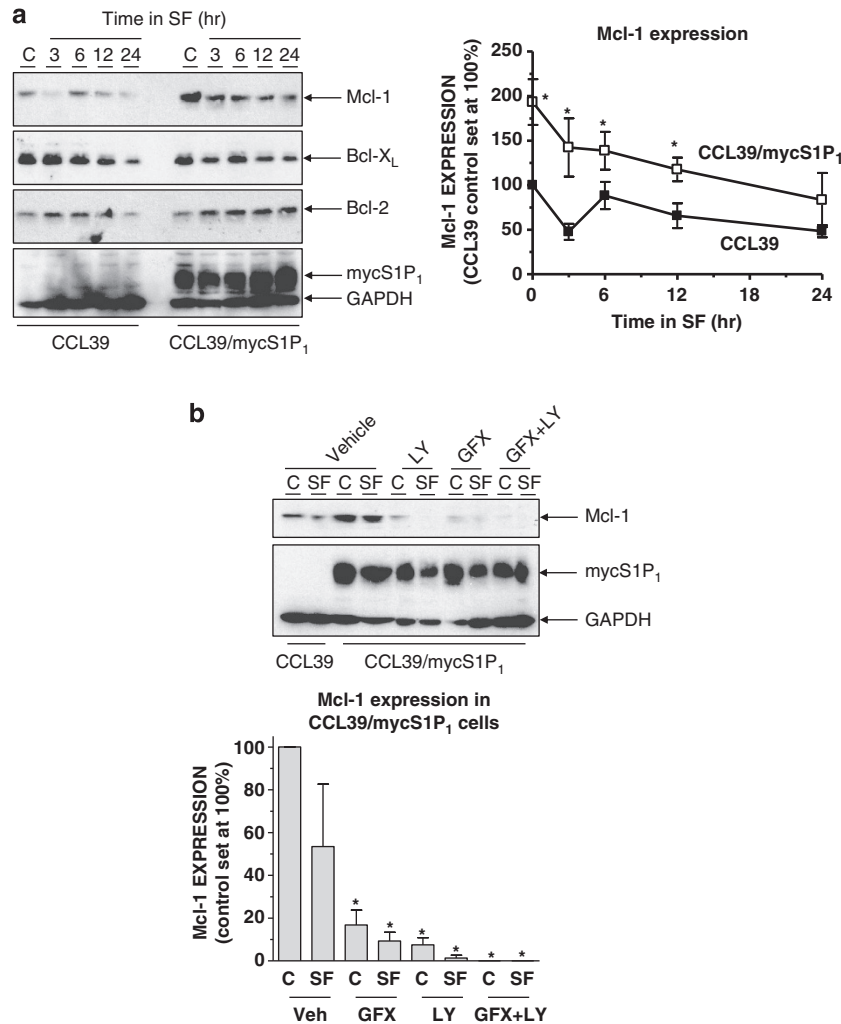 a
Time in SF (hr)
C 3 6 12 24 C 3 6 12 24
Mcl-1
Bcl-XL
Bcl-2
mycS1P1
GAPDH
CCL39 CCL39/mycS1P1
Mcl-1 expression
Mcl-1 EXPRESSION
(CCL39 control set at 100%)
250
200
150
100
50
0
* * * *
CCL39/mycS1P1
CCL39
0 6 12 18 24
Time in SF (hr)
b
Vehicle LY GFX GFX+LY
C SF C SF C SF C SF C SF
Mcl-1
mycS1P1
GAPDH
CCL39 CCL39/mycS1P1
Mcl-1 expression in
CCL39/mycS1P1 cells
Mcl-1 EXPRESSION
(control set at 100%)
100
80
60
40
20
0
* * * * * *
C SF C SF C SF C SF
Veh GFX LY GFX+LY